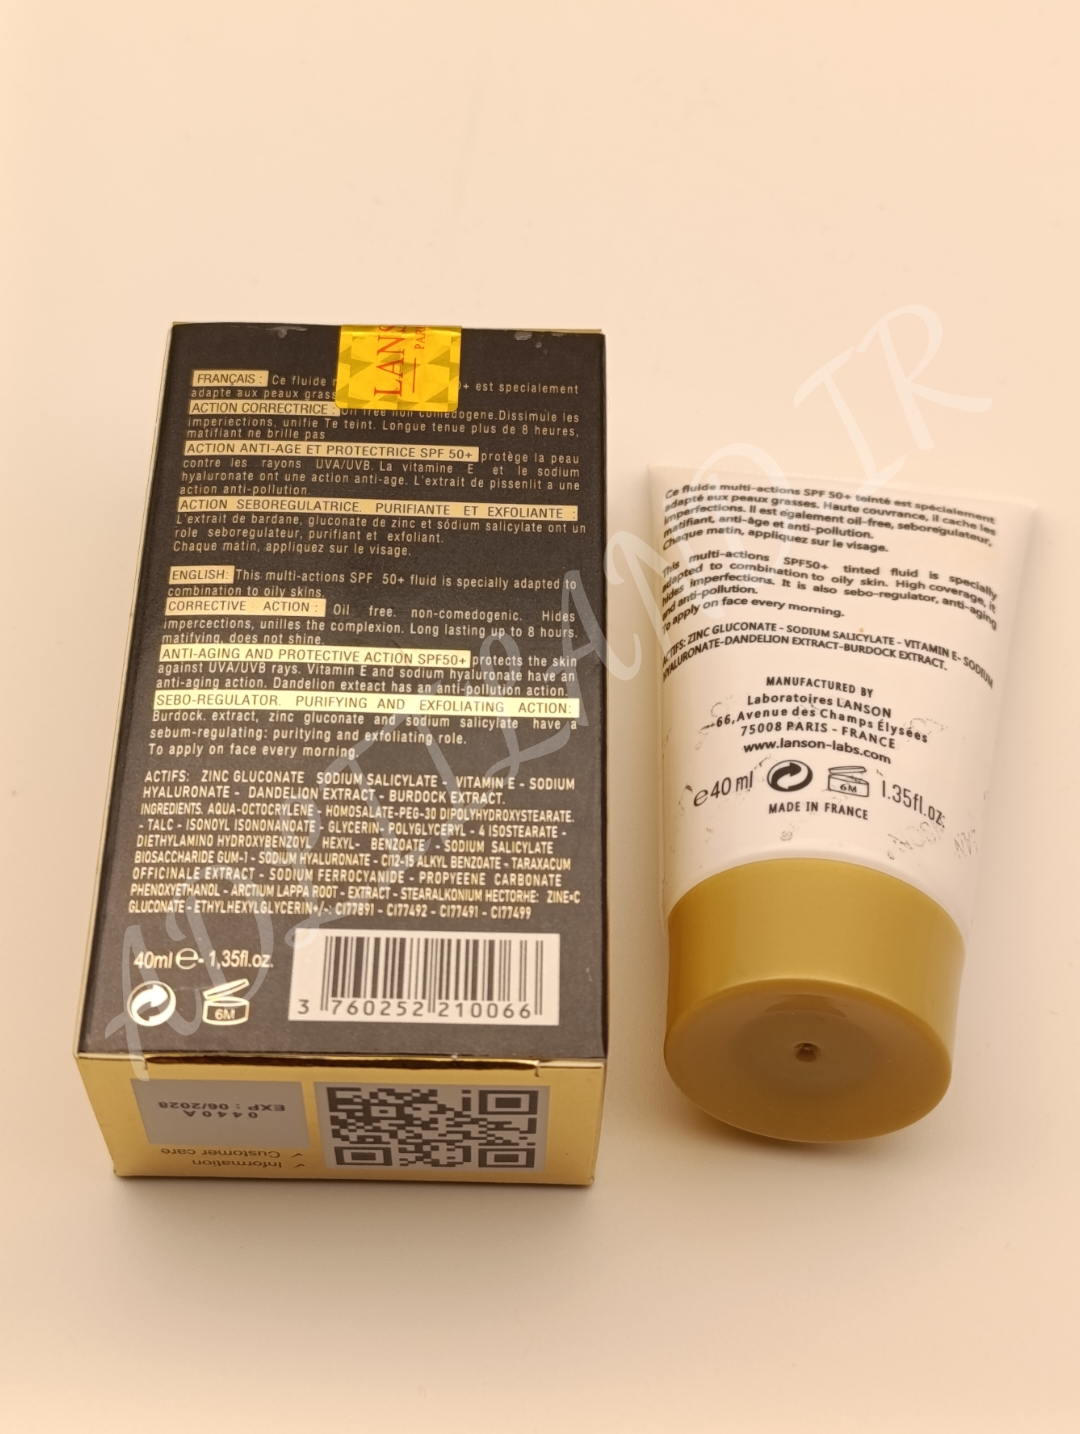 LANS
PARI
FRANÇAIS : Ce fluide 0+ est specialement
adapte aux peaux grass
ACTION CORRECTRICE : Oil free non comedogene.Dissimule les
imperiections, unifie Te teint. Longue tenue plus de 8 heures,
matifiant ne brille pas
ACTION ANTI-AGE ET PROTECTRICE SPF 50+ protège la peau
contre les rayons UVA/UVB. La vitamine E et le sodium
hyaluronate ont une action anti-age. L'extrait de pissenlit a une
action anti-pollution.
ACTION SEBOREGULATRICE. PURIFIANTE ET EXFOLIANTE :
L'extrait de bardane, gluconate de zinc et sódium salicylate ont un
role seboregulateur, purifiant et exfoliant.
Chaque matin, appliquez sur le visage.
ENGLISH: This multi-actions SPF 50+ fluid is specially adapted to
combination to oily skins.
CORRECTIVE ACTION : Oil free. non-comedogenic. Hides
impercections, unilles the complexion. Long lasting up to 8 hours.
matifying, does not shine.
ANTI-AGING AND PROTECTIVE ACTION SPF50+ protects the skin
against UVA/UVB rays. Vitamin E and sodium hyaluronate have an
anti-aging action. Dandelion exteact has an anti-pollution action.
SEBO-REGULATOR. PURIFYING AND EXFOLIATING ACTION:
Burdock. extract, zinc gluconate and sodium salicylate have a
sebum-regulating: purityíng and exfoliating role.
To apply on face every morning.
ACTIFS: ZINC GLUCONATE SODIUM SALICYLATE - VITAMIN E - SODIUM
HYALURONATE - DANDELION EXTRACT - BURDOCK EXTRACT.
INGREDIENTS. AQUA-OCTOCRYLENE - HOMOSALATE-PEG-30 DIPOLYHYDROXYSTEARATE.
- TALC - ISONOYL ISONONANOATE - GLYCERIN- POLYGLYCERYL - 4 ISOSTEARATE -
DIETHYLAMINO HYDROXYBENZOYL HEXYL- BENZOATE - SODIUM SALICYLATE
BIOSACCHARIDE GUM-1 - SODIUM HYALURONATE - C12-15 ALKYL BENZOATE - TARAXACUM
OFFICINALE EXTRACT - SODIUM FERROCYANIDE - PROPYEENE CARBONATE
PHENOXYETHANOL - ARCTIUM LAPPA ROOT - EXTRACT - STEARALKONIUM HECTORHE: ZINE=C
GLUCONATE - ETHYLHEXYLGLYCERIN+/-: CI77891 - CI77492 - CI77491 - CI77499
40ml ℮- 1,35fl.oz.
6M
3 760252 210066
0440A
EXP : 06/2028
✓ Information
✓ Customer care
Ce fluide multi-actions SPF 50+ teinté est spécialement
adapté aux peaux grasses. Haute couvrance, il cache les
imperfections. Il est également oil-free, seboregulateur,
matifiant, anti-âge et anti-pollution.
Chaque matin, appliquez sur le visage.
This multi-actions SPF50+ tinted fluid is specially
adapted to combination to oily skin. High coverage, it
hides imperfections. It is also sebo-regulator, anti-aging
and anti-pollution.
To apply on face every morning.
ACTIFS: ZINC GLUCONATE - SODIUM SALICYLATE - VITAMIN E- SODIUM
HYALURONATE-DANDELION EXTRACT-BURDOCK EXTRACT.
MANUFACTURED BY
Laboratoires LANSON
66, Avenue des Champs Élysées
75008 PARIS - FRANCE
www.lanson-labs.com
℮40 ml 6M 1.35fl.oz.
MADE IN FRANCE